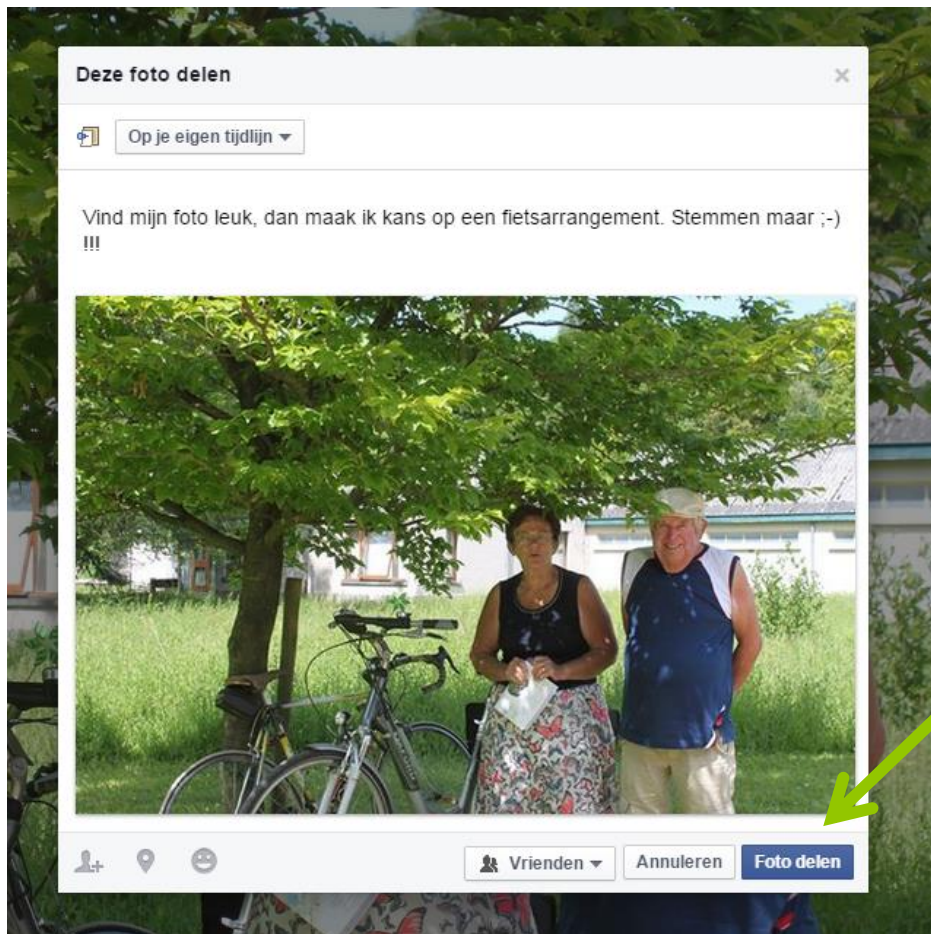 Deze foto delen
Op je eigen tijdlijn
Vind mijn foto leuk, dan maak ik kans op een fietsarrangement. Stemmen maar ;-)
!!!
Vrienden Annuleren Foto delen